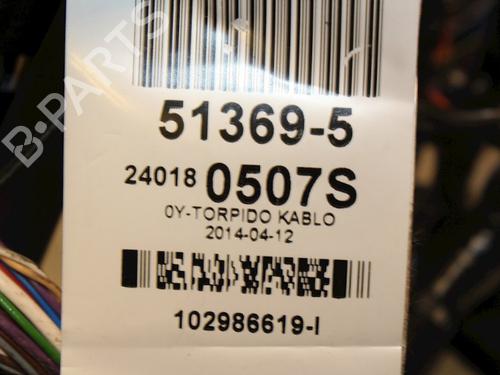 B-PARTS
51369-5
24018 0507S
0Y-TORPIDO KABLO
2014-04-12
102986619-I